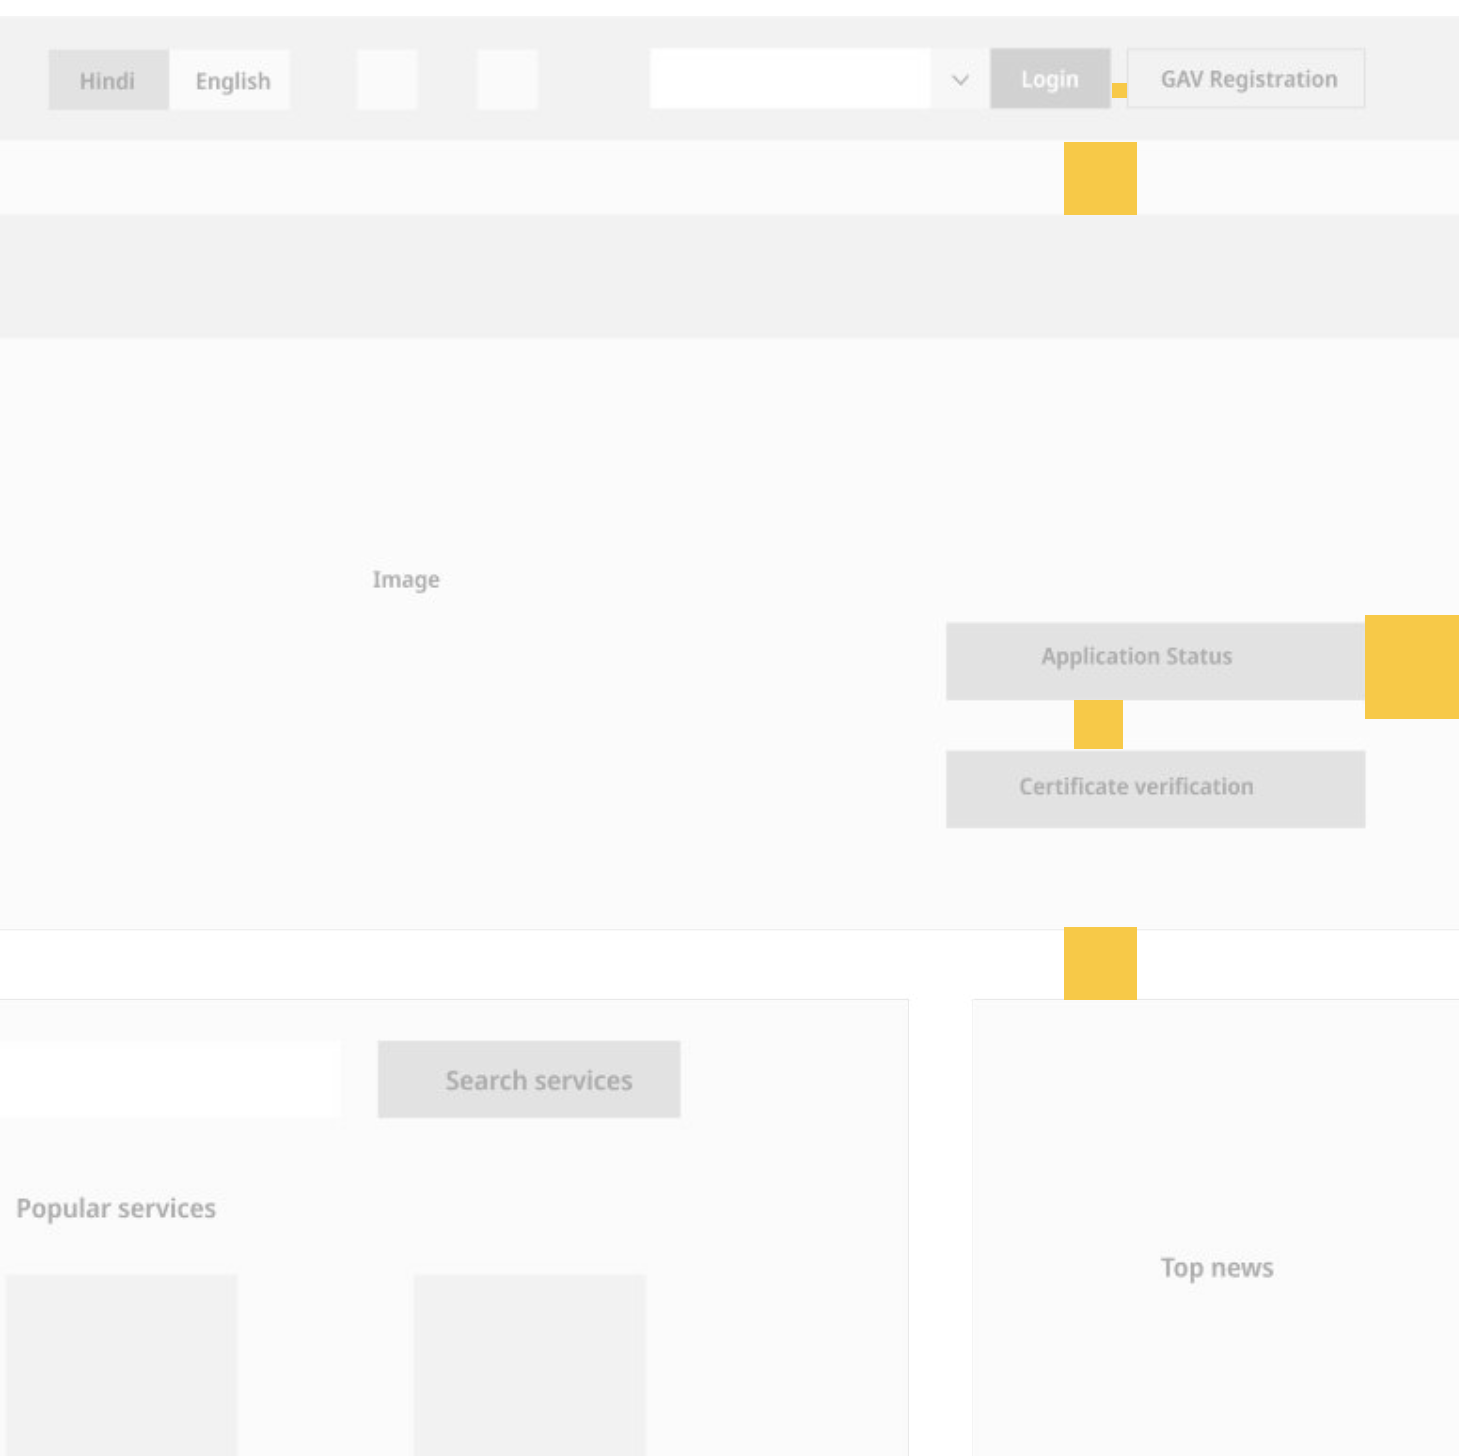 Hindi
English
Login
GAV Registration
Image
Application Status
Certificate verification
Search services
Popular services
Top news